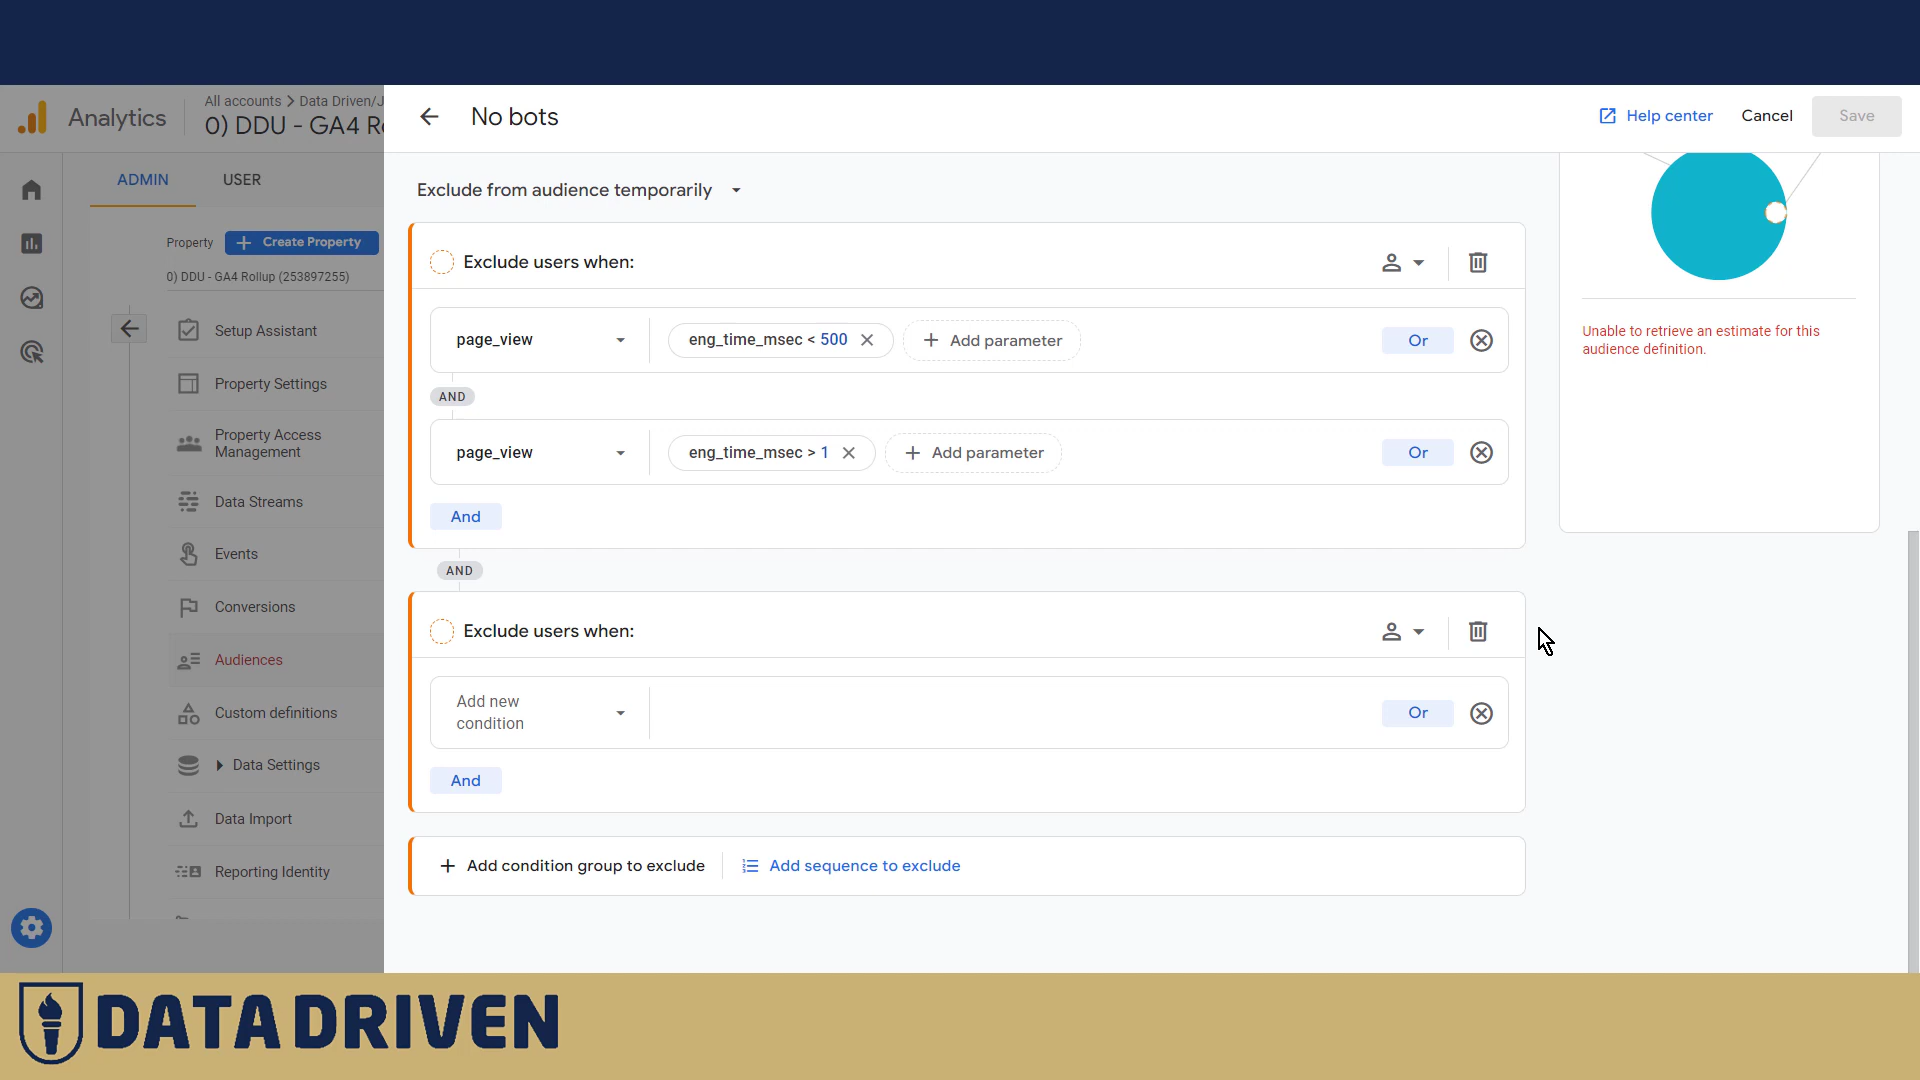 Analytics
All accounts > Data Driven/J
0) DDU - GA4 Ro
No bots
Help center
Cancel
Save
ADMIN
USER
Property
+ Create Property
0) DDU - GA4 Rollup (253897255)
Setup Assistant
Property Settings
Property Access
Management
Data Streams
Events
Conversions
Audiences
Custom definitions
Data Settings
Data Import
Reporting Identity
Exclude from audience temporarily
Exclude users when:
page_view
eng_time_msec < 500
+ Add parameter
Or
AND
page_view
eng_time_msec > 1
+ Add parameter
Or
And
AND
Exclude users when:
Add new
condition
Or
And
+ Add condition group to exclude
Add sequence to exclude
Unable to retrieve an estimate for this
audience definition.
DATA DRIVEN